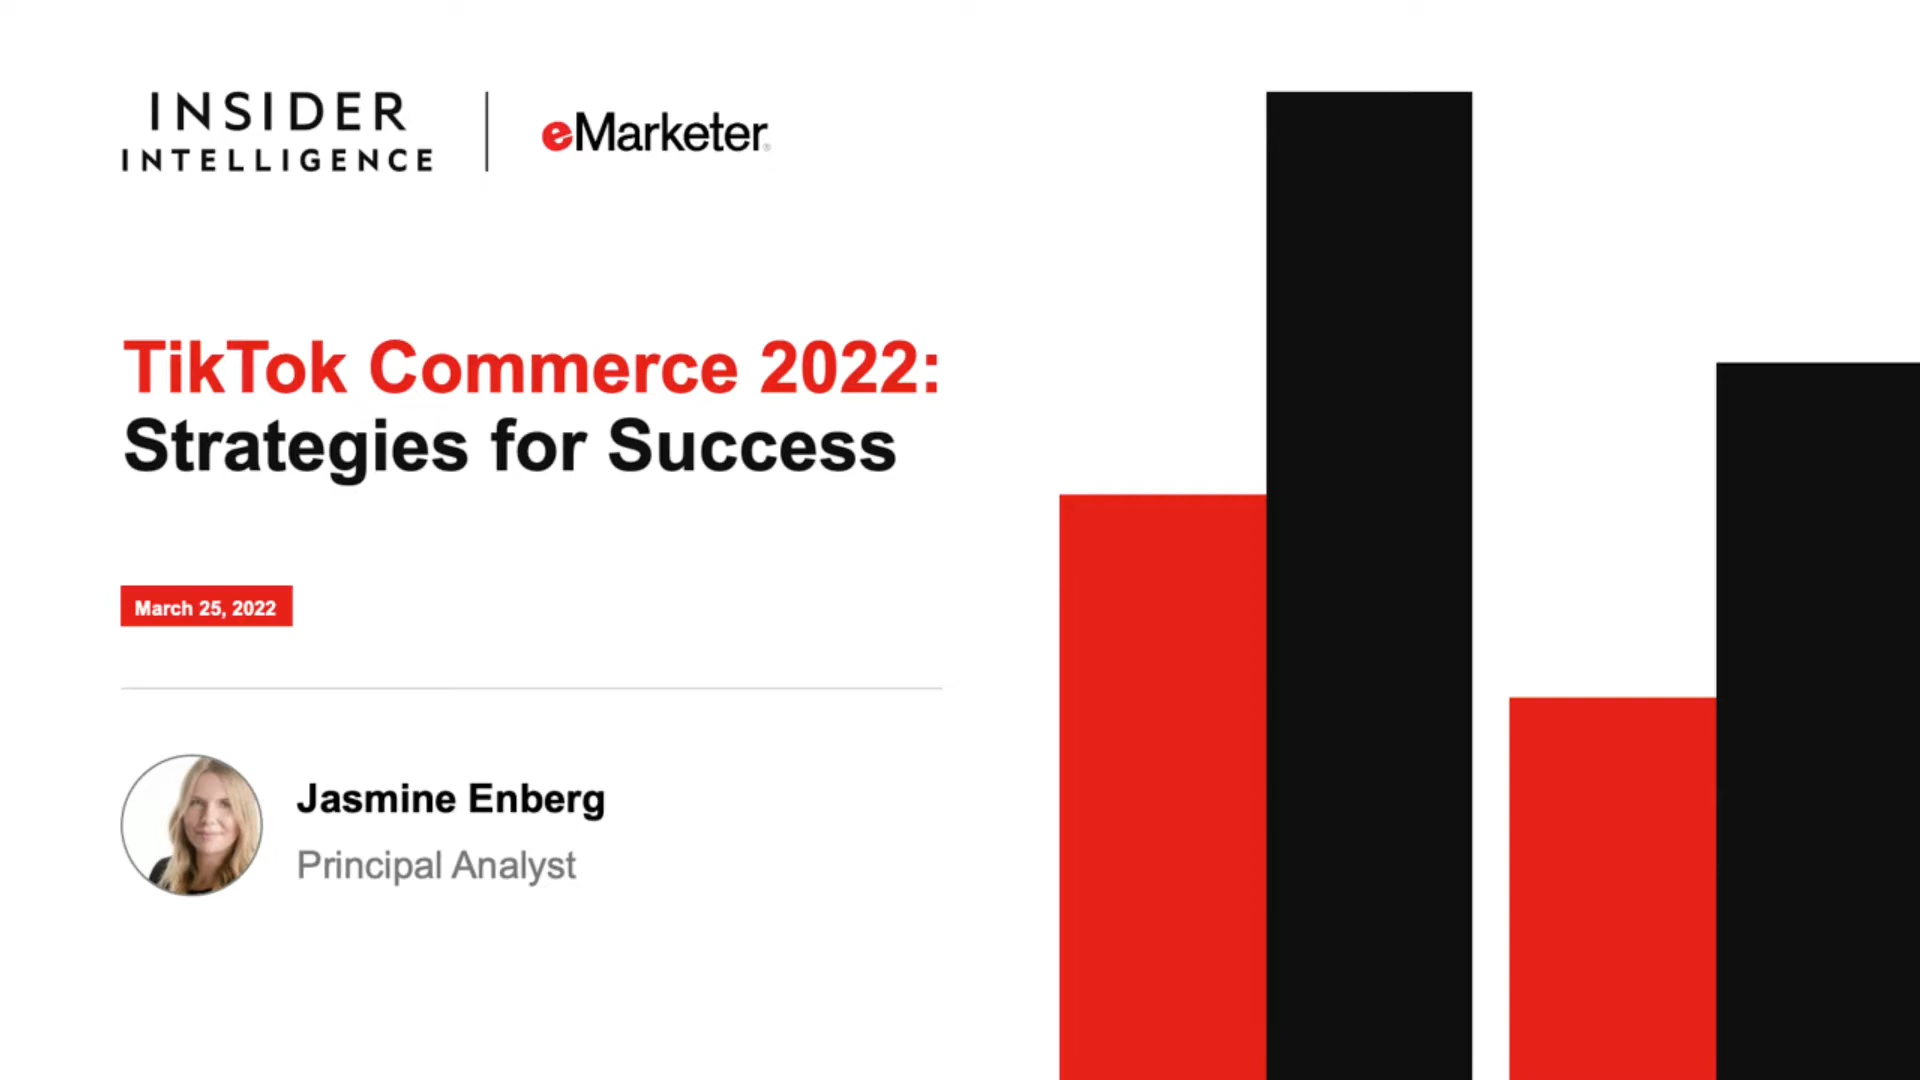 INSIDER
INTELLIGENCE
eMarketer®
TikTok Commerce 2022:
Strategies for Success
March 25, 2022
Jasmine Enberg
Principal Analyst